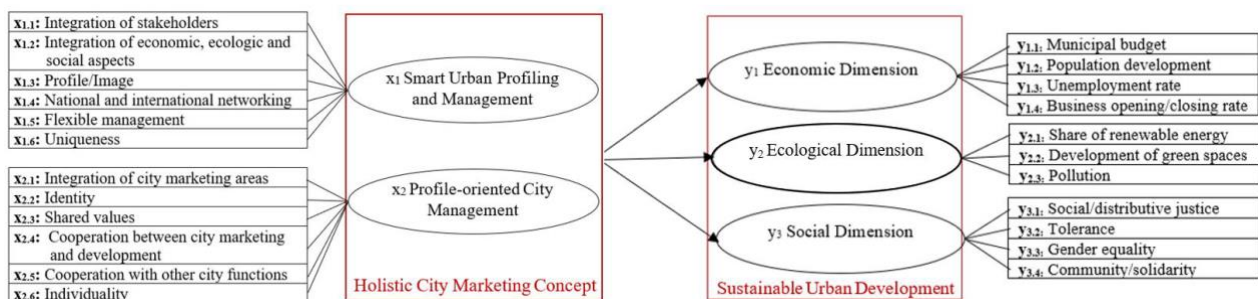 x1.1: Integration of stakeholders
x1.2: Integration of economic, ecologic and
social aspects
x1.3: Profile/Image
x1.4: National and international networking
x1.5: Flexible management
x1.6: Uniqueness
x2.1: Integration of city marketing areas
x2.2: Identity
x2.3: Shared values
x2.4: Cooperation between city marketing
and development
x2.5: Cooperation with other city functions
x2.6: Individuality
x1 Smart Urban Profiling
and Management
x2 Profile-oriented City
Management
Holistic City Marketing Concept
y1 Economic Dimension
y2 Ecological Dimension
y3 Social Dimension
Sustainable Urban Development
y1.1: Municipal budget
y1.2: Population development
y1.3: Unemployment rate
y1.4: Business opening/closing rate
y2.1: Share of renewable energy
y2.2: Development of green spaces
y2.3: Pollution
y3.1: Social/distributive justice
y3.2: Tolerance
y3.3: Gender equality
y3.4: Community/solidarity